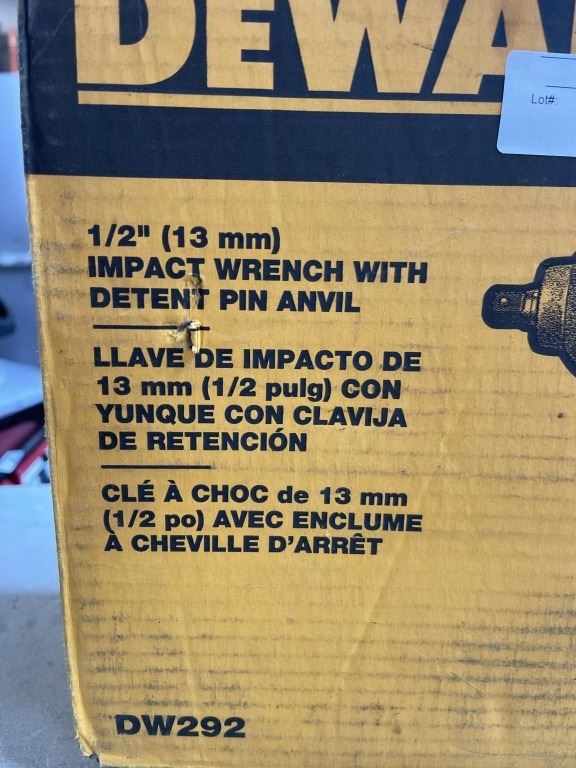 DEWA
Lot#:
1/2" (13 mm)
IMPACT WRENCH WITH
DETENT PIN ANVIL
LLAVE DE IMPACTO DE
13 mm (1/2 pulg) CON
YUNQUE CON CLAVIJA
DE RETENCIÓN
CLÉ À CHOC de 13 mm
(1/2 po) AVEC ENCLUME
À CHEVILLE D'ARRÊT
DW292